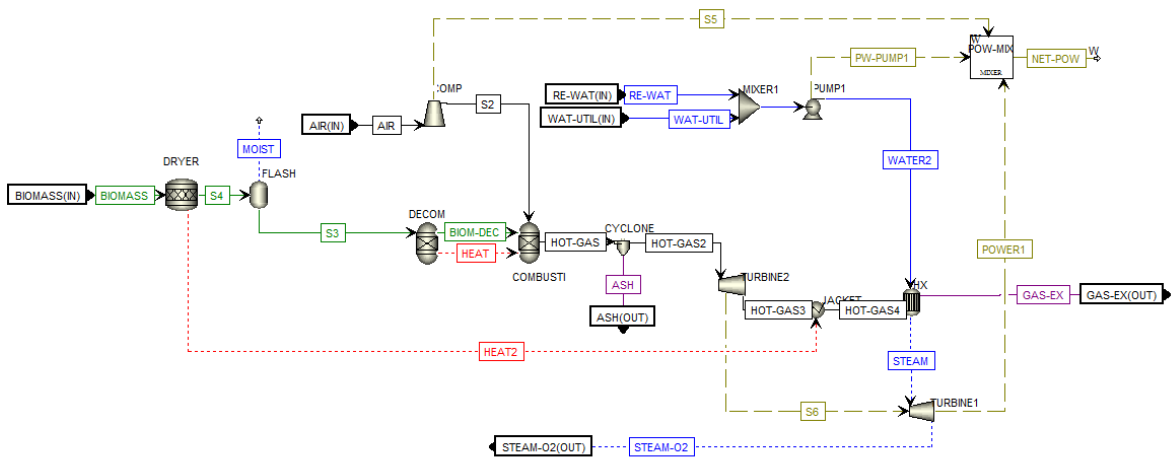 S5
W
POW-MIX
MIXER
NET-POW
W
PW-PUMP1
COMP
S2
RE-WAT(IN)
RE-WAT
MIXER1
PUMP1
AIR(IN)
AIR
WAT-UTIL(IN)
WAT-UTIL
MOIST
WATER2
DRYER
FLASH
BIOMASS(IN)
BIOMASS
S4
DECOM
S3
BIOM-DEC
HOT-GAS
CYCLONE
HOT-GAS2
HEAT
POWER1
COMBUSTI
TURBINE2
ASH
HX
GAS-EX
GAS-EX(OUT)
JACKET
HOT-GAS3
HOT-GAS4
ASH(OUT)
HEAT2
STEAM
TURBINE1
S6
STEAM-O2(OUT)
STEAM-O2